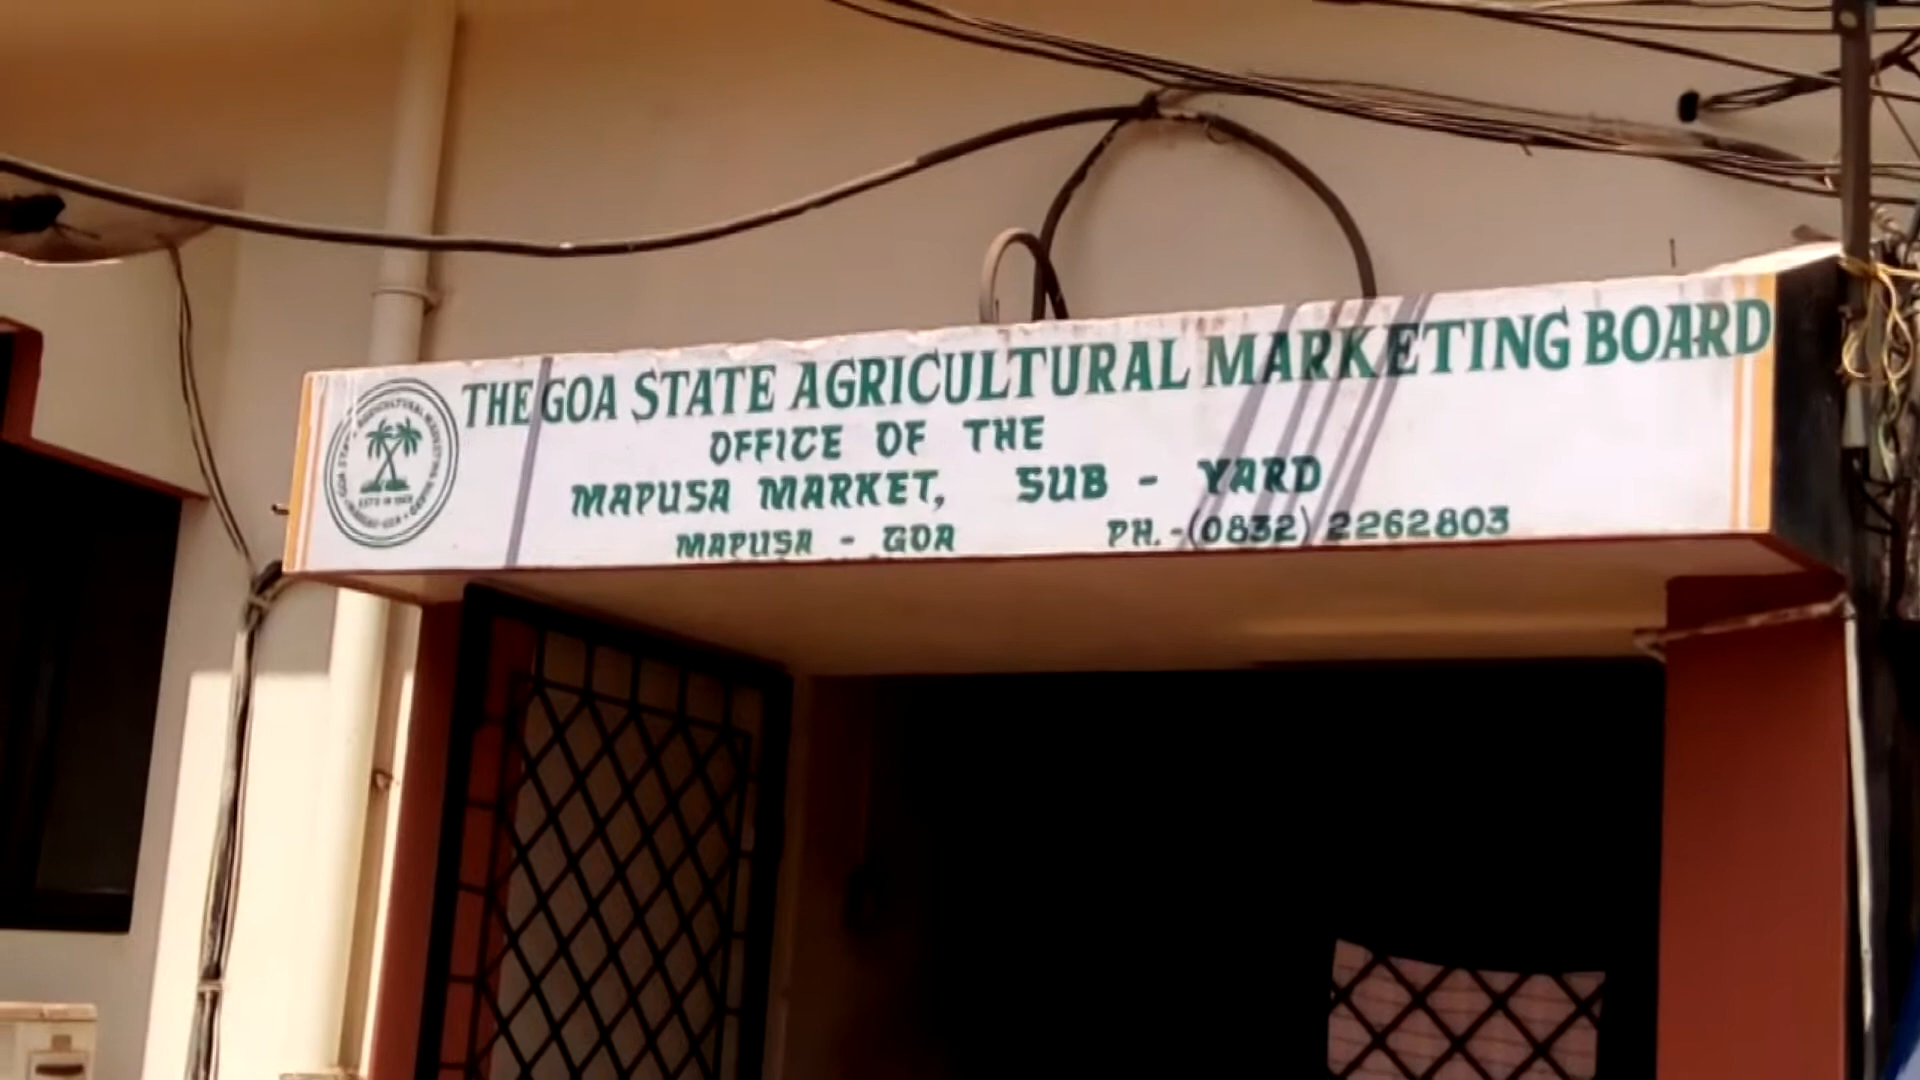 THE GOA STATE AGRICULTURAL MARKETING BOARD
OFFICE OF THE
MAPUSA MARKET, SUB - YARD
MAPUSA - GOA PH.-(0832) 2262803